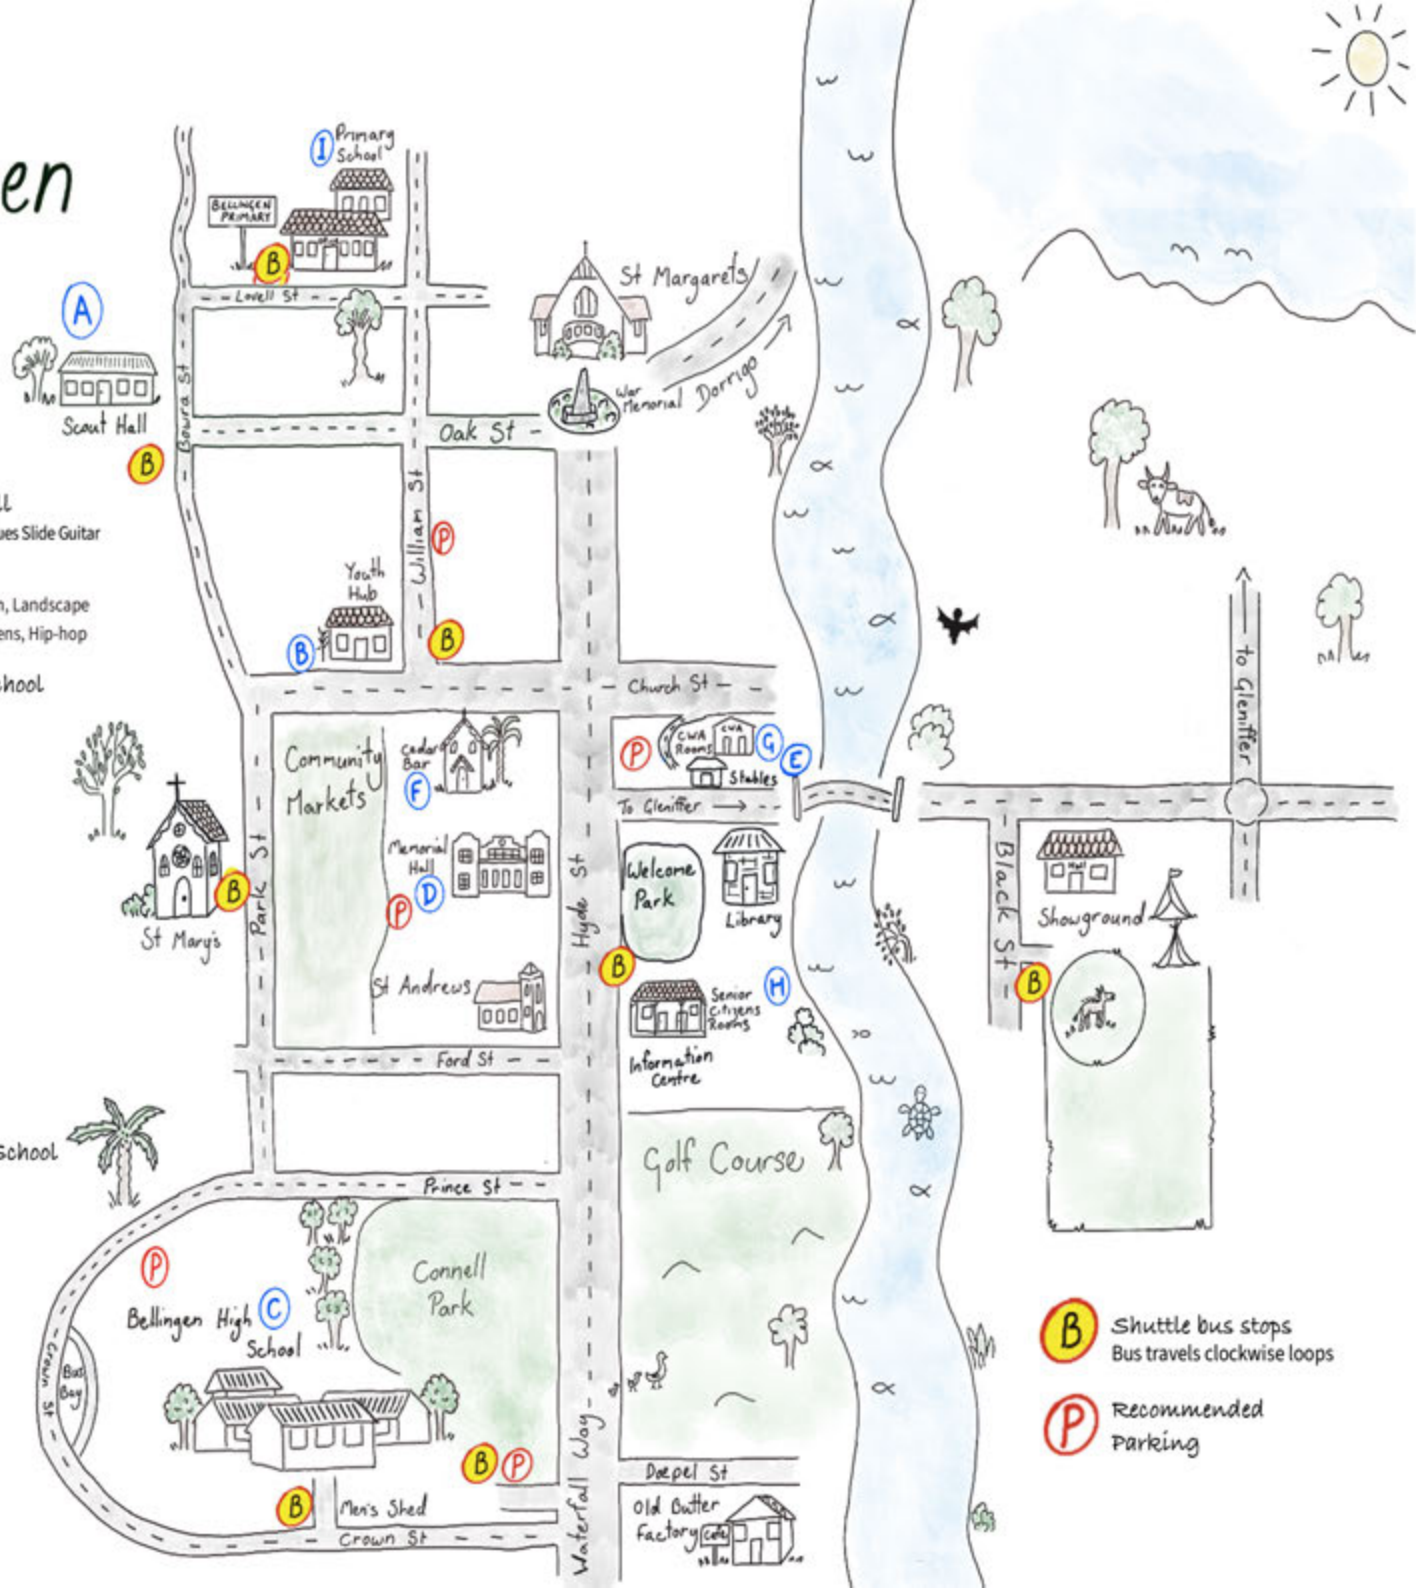 en
I Primary
School
BELLINGEN
PRIMARY
B
Lovell St
A
Scout Hall
B
Bowra St
St Margarets
War
Memorial
Dorrigo
Oak St
William St
ues Slide Guitar
P
Youth
Hub
B
B
n, Landscape
ens, Hip-hop
chool
Church St
to Gleniffer
Community
Markets
Cedar
Bar
F
P
CWA
Rooms
CWA
G
E
Stables
To Gleniffer
Memorial
Hall
D
P
Hyde St
Welcome
Park
Library
Black St
Hall
Showground
B
Park St
B
St Mary's
B
St Andrews
Senior
Citizens
Rooms
H
Information
Centre
Ford St
School
Golf Course
Prince St
P
Bellingen High
School
C
Connell
Park
Crown St
Bus
Bay
B P
B
Men's Shed
Crown St
Waterfall Way
Doepel St
Old Butter
Factory
Cafe
B Shuttle bus stops
Bus travels clockwise loops
P Recommended
Parking